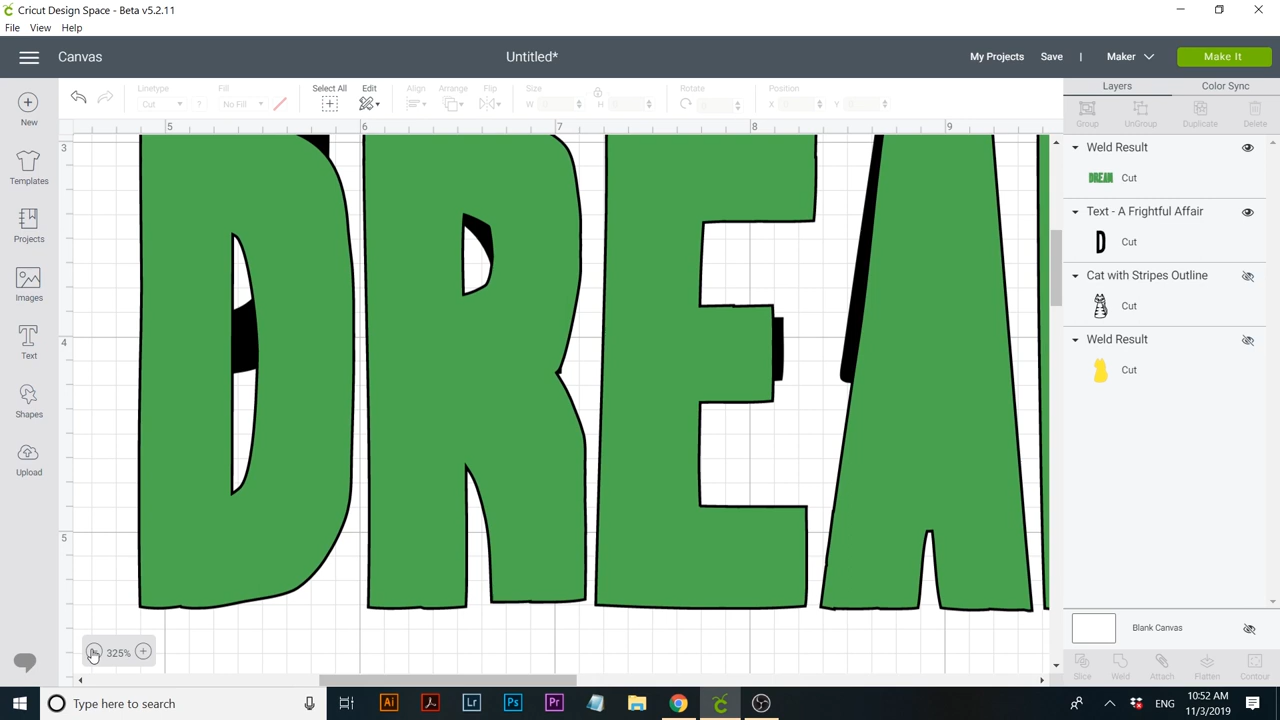 Cricut Design Space - Beta v5.2.11
File View Help
Canvas
Untitled*
My Projects Save | Maker Make It
Linetype Fill Select All Edit Align Arrange Flip Size Rotate Position
Cut ? No Fill W H X Y
Layers Color Sync
Group UnGroup Duplicate Delete
5 6 7 8 9
3
4
5
New
Templates
Projects
Images
Text
Shapes
Upload
DREA
325%
Weld Result
DREAM Cut
Text - A Frightful Affair
D Cut
Cat with Stripes Outline
Cut
Weld Result
Cut
Blank Canvas
Slice Weld Attach Flatten Contour
Type here to search
Ai Lr Ps Pr
ENG
10:52 AM
11/3/2019